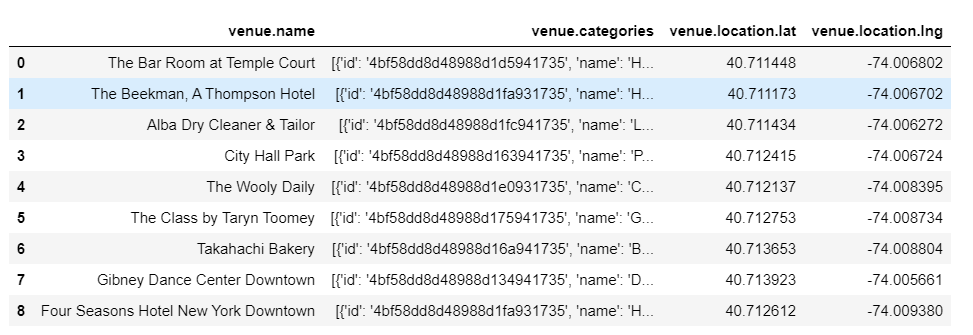 venue.name venue.categories venue.location.lat venue.location.lng
0 The Bar Room at Temple Court [{'id': '4bf58dd8d48988d1d5941735', 'name': 'H... 40.711448 -74.006802
1 The Beekman, A Thompson Hotel [{'id': '4bf58dd8d48988d1fa931735', 'name': 'H... 40.711173 -74.006702
2 Alba Dry Cleaner & Tailor [{'id': '4bf58dd8d48988d1fc941735', 'name': 'L... 40.711434 -74.006272
3 City Hall Park [{'id': '4bf58dd8d48988d163941735', 'name': 'P... 40.712415 -74.006724
4 The Wooly Daily [{'id': '4bf58dd8d48988d1e0931735', 'name': 'C... 40.712137 -74.008395
5 The Class by Taryn Toomey [{'id': '4bf58dd8d48988d175941735', 'name': 'G... 40.712753 -74.008734
6 Takahachi Bakery [{'id': '4bf58dd8d48988d16a941735', 'name': 'B... 40.713653 -74.008804
7 Gibney Dance Center Downtown [{'id': '4bf58dd8d48988d134941735', 'name': 'D... 40.713923 -74.005661
8 Four Seasons Hotel New York Downtown [{'id': '4bf58dd8d48988d1fa931735', 'name': 'H... 40.712612 -74.009380